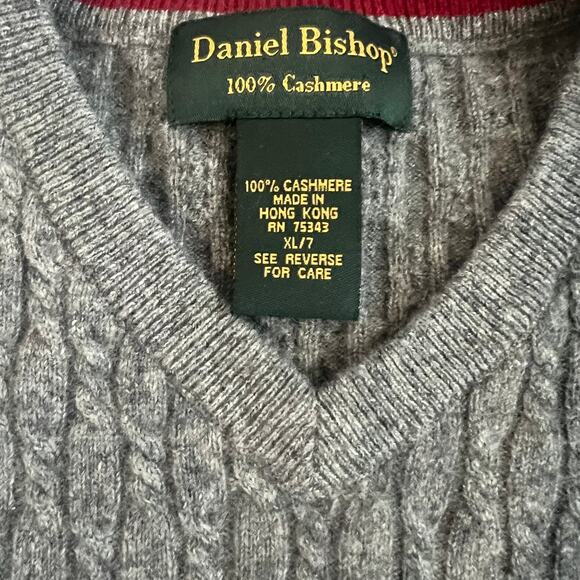 Daniel Bishop®
100% Cashmere
100% CASHMERE
MADE IN
HONG KONG
RN 75343
XL/7
SEE REVERSE
FOR CARE